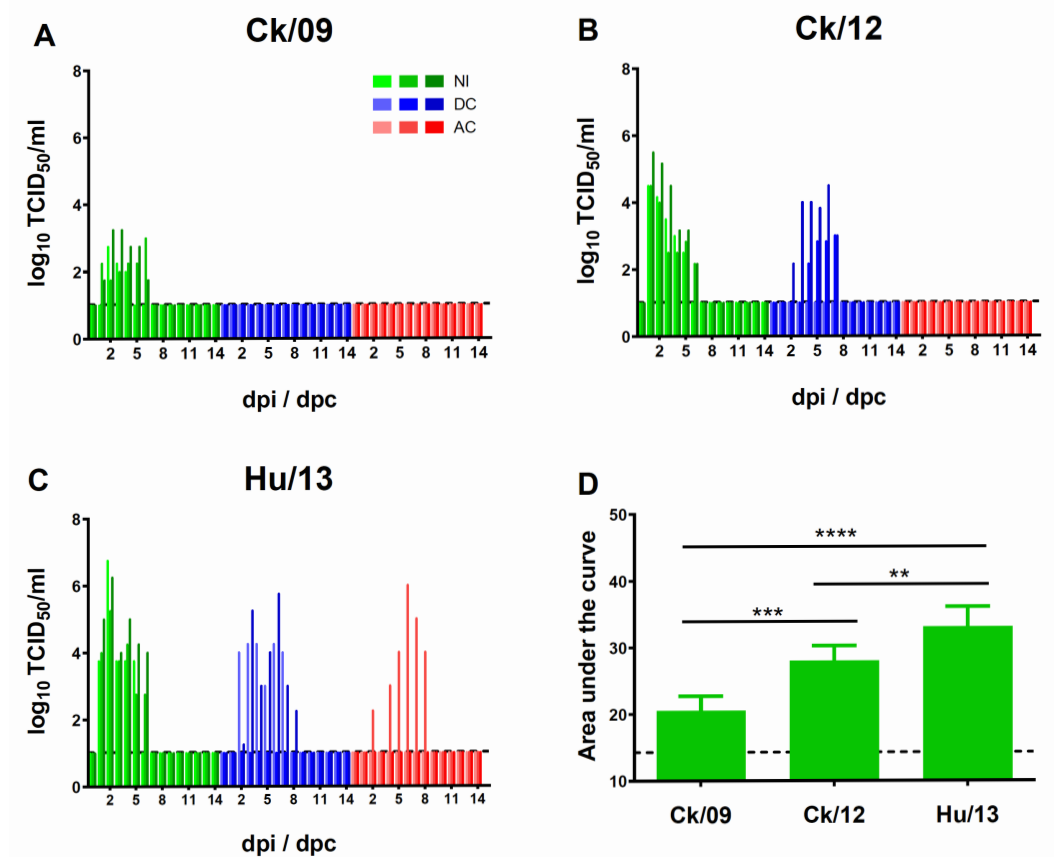 A
Ck/09
8
6
4
2
0
log10 TCID50/ml
NI
DC
AC
2 5 8 11 14 2 5 8 11 14 2 5 8 11 14
dpi / dpc
B
Ck/12
8
6
4
2
0
log10 TCID50/ml
2 5 8 11 14 2 5 8 11 14 2 5 8 11 14
dpi / dpc
C
Hu/13
8
6
4
2
0
log10 TCID50/ml
2 5 8 11 14 2 5 8 11 14 2 5 8 11 14
dpi / dpc
D
50
40
30
20
10
Area under the curve
****
**
***
Ck/09 Ck/12 Hu/13